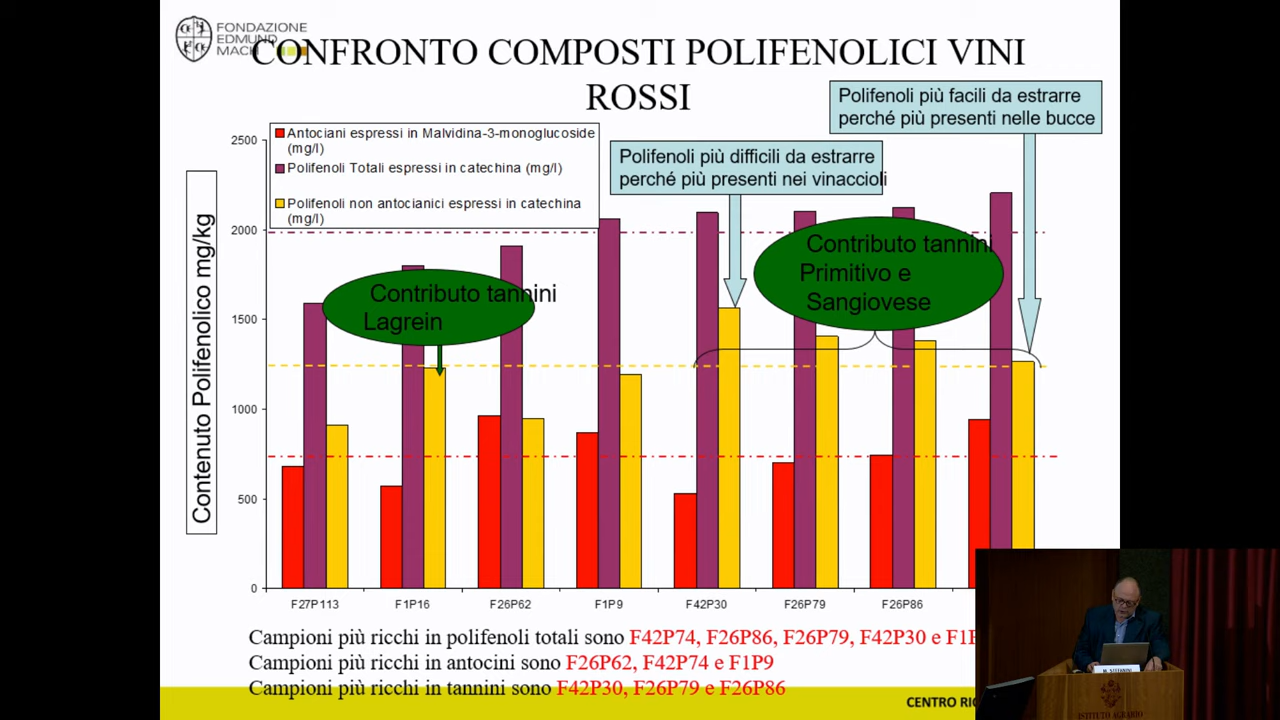 FONDAZIONE
EDMUND
MACH
CONFRONTO COMPOSTI POLIFENOLICI VINI
ROSSI
Polifenoli più facili da estrarre
perché più presenti nelle bucce
Polifenoli più difficili da estrarre
perché più presenti nei vinaccioli
Antociani espressi in Malvidina-3-monoglucoside
(mg/l)
Polifenoli Totali espressi in catechina (mg/l)
Polifenoli non antocianici espressi in catechina
(mg/l)
Contenuto Polifenolico mg/kg
2500
2000
1500
1000
500
0
Contributo tannini
Lagrein
Contributo tannini
Primitivo e
Sangiovese
F27P113
F1P16
F26P62
F1P9
F42P30
F26P79
F26P86
Campioni più ricchi in polifenoli totali sono F42P74, F26P86, F26P79, F42P30 e
Campioni più ricchi in antocini sono F26P62, F42P74 e F1P9
Campioni più ricchi in tannini sono F42P30, F26P79 e F26P86
CENTRO
ISTITUTO AGRARIO